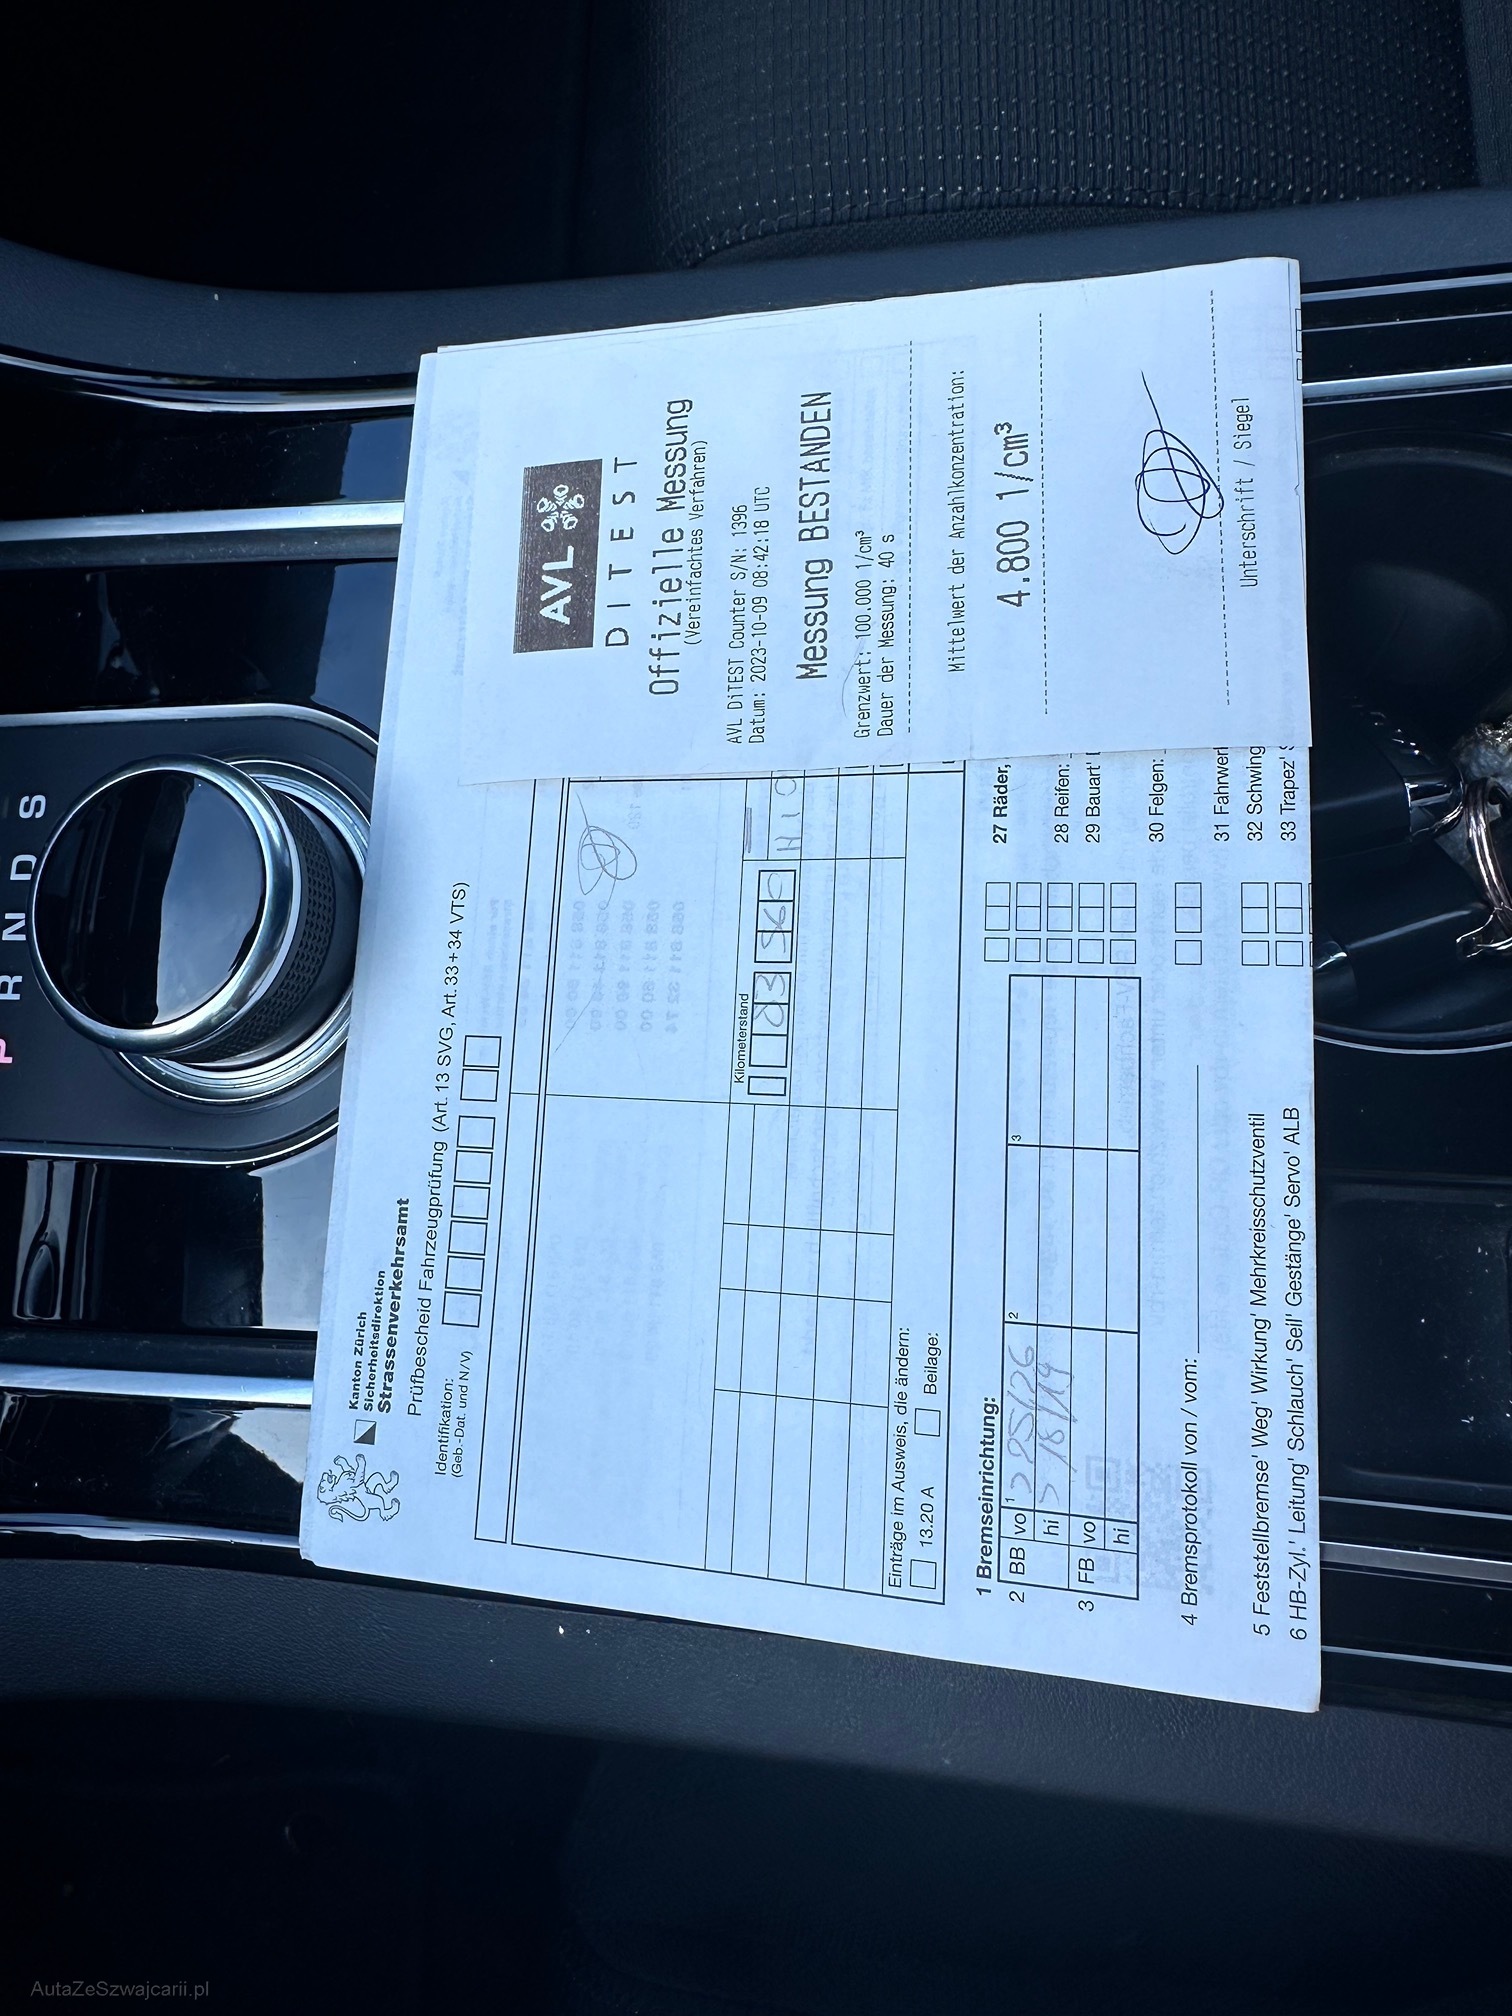 P R N D S
Kanton Zürich
Sicherheitsdirektion
Strassenverkehrsamt
Prüfbescheid Fahrzeugprüfung (Art. 13 SVG, Art. 33 + 34 VTS)
Identifikation:
(Geb.-Dat. und N/V)
Kilometerstand
Einträge im Ausweis, die ändern:
13.20 A Beilage:
1 Bremseinrichtung:
2 BB vo 1 2 3
hi
3 FB vo
hi
4 Bremsprotokoll von / vom:
5 Feststellbremse' Weg' Wirkung' Mehrkreisschutzventil
6 HB-Zyl.' Leitung' Schlauch' Seil' Gestänge' Servo' ALB
27 Räder,
28 Reifen:
29 Bauart'
30 Felgen:
31 Fahrwer
32 Schwing
33 Trapez'
AVL
DITEST
Offizielle Messung
(Vereinfachtes Verfahren)
AVL DiTEST Counter S/N: 1396
Datum: 2023-10-09 08:42:18 UTC
Messung BESTANDEN
Grenzwert: 100.000 1/cm³
Dauer der Messung: 40 s
Mittelwert der Anzahlkonzentration:
4.800 1/cm³
Unterschrift / Siegel
AutaZeSzwajcarii.pl